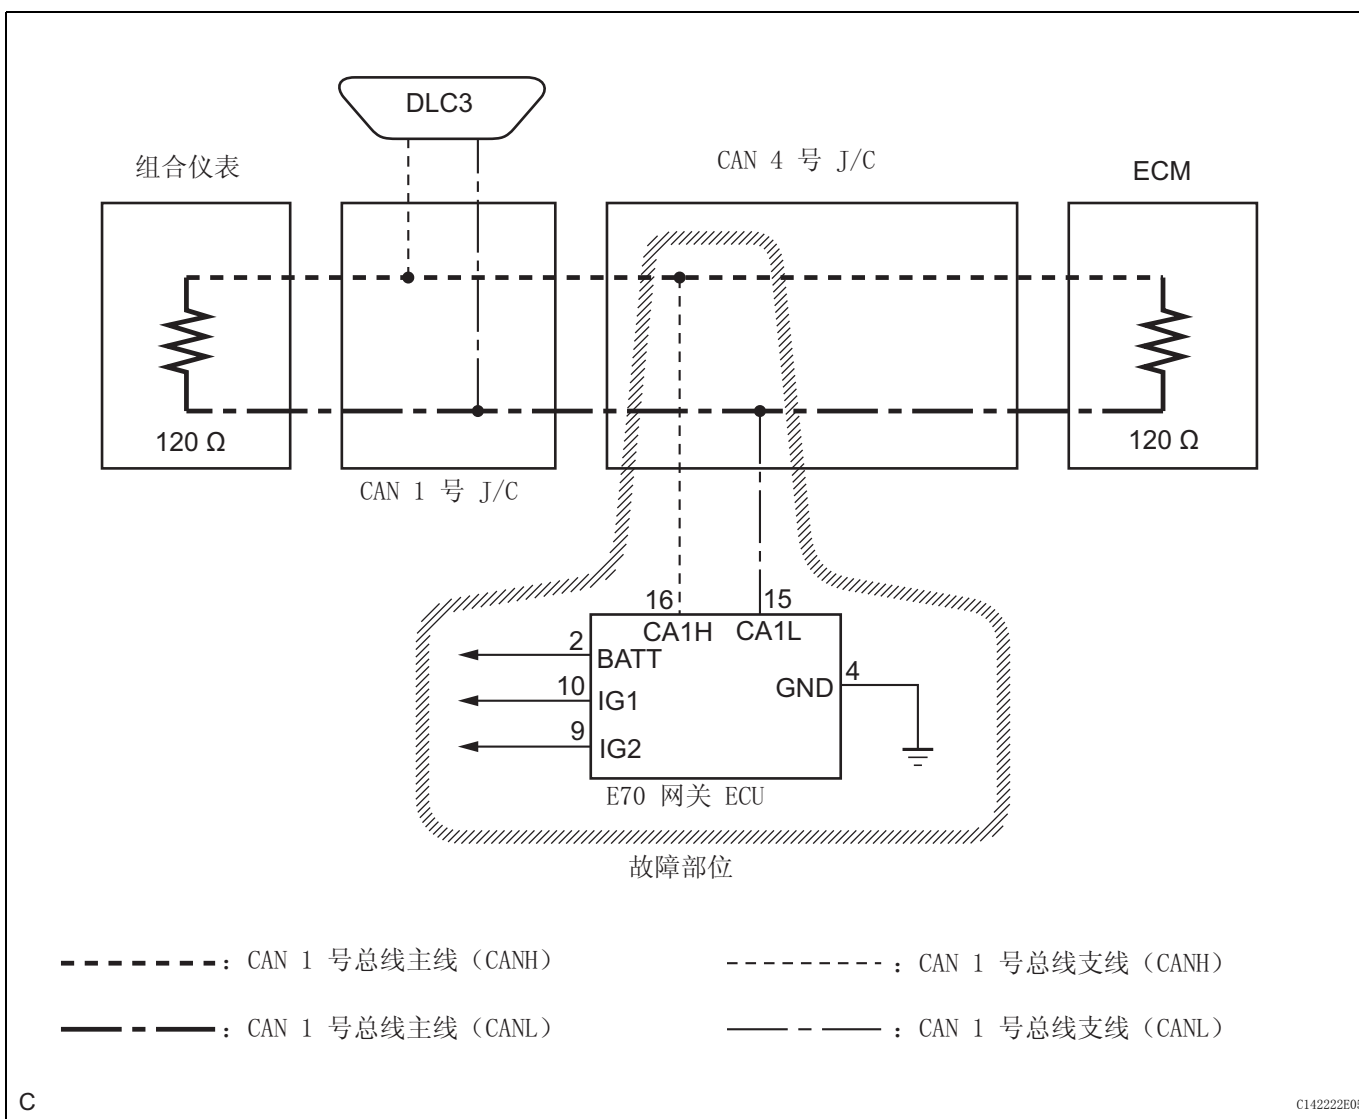 DLC3
组合仪表
CAN 4 号 J/C
ECM
120 Ω
120 Ω
CAN 1 号 J/C
16
15
CA1H
CA1L
2
BATT
10
IG1
9
IG2
GND
4
E70 网关 ECU
故障部位
：CAN 1 号总线主线（CANH）
：CAN 1 号总线支线（CANH）
：CAN 1 号总线主线（CANL）
：CAN 1 号总线支线（CANL）
C
C142222E05